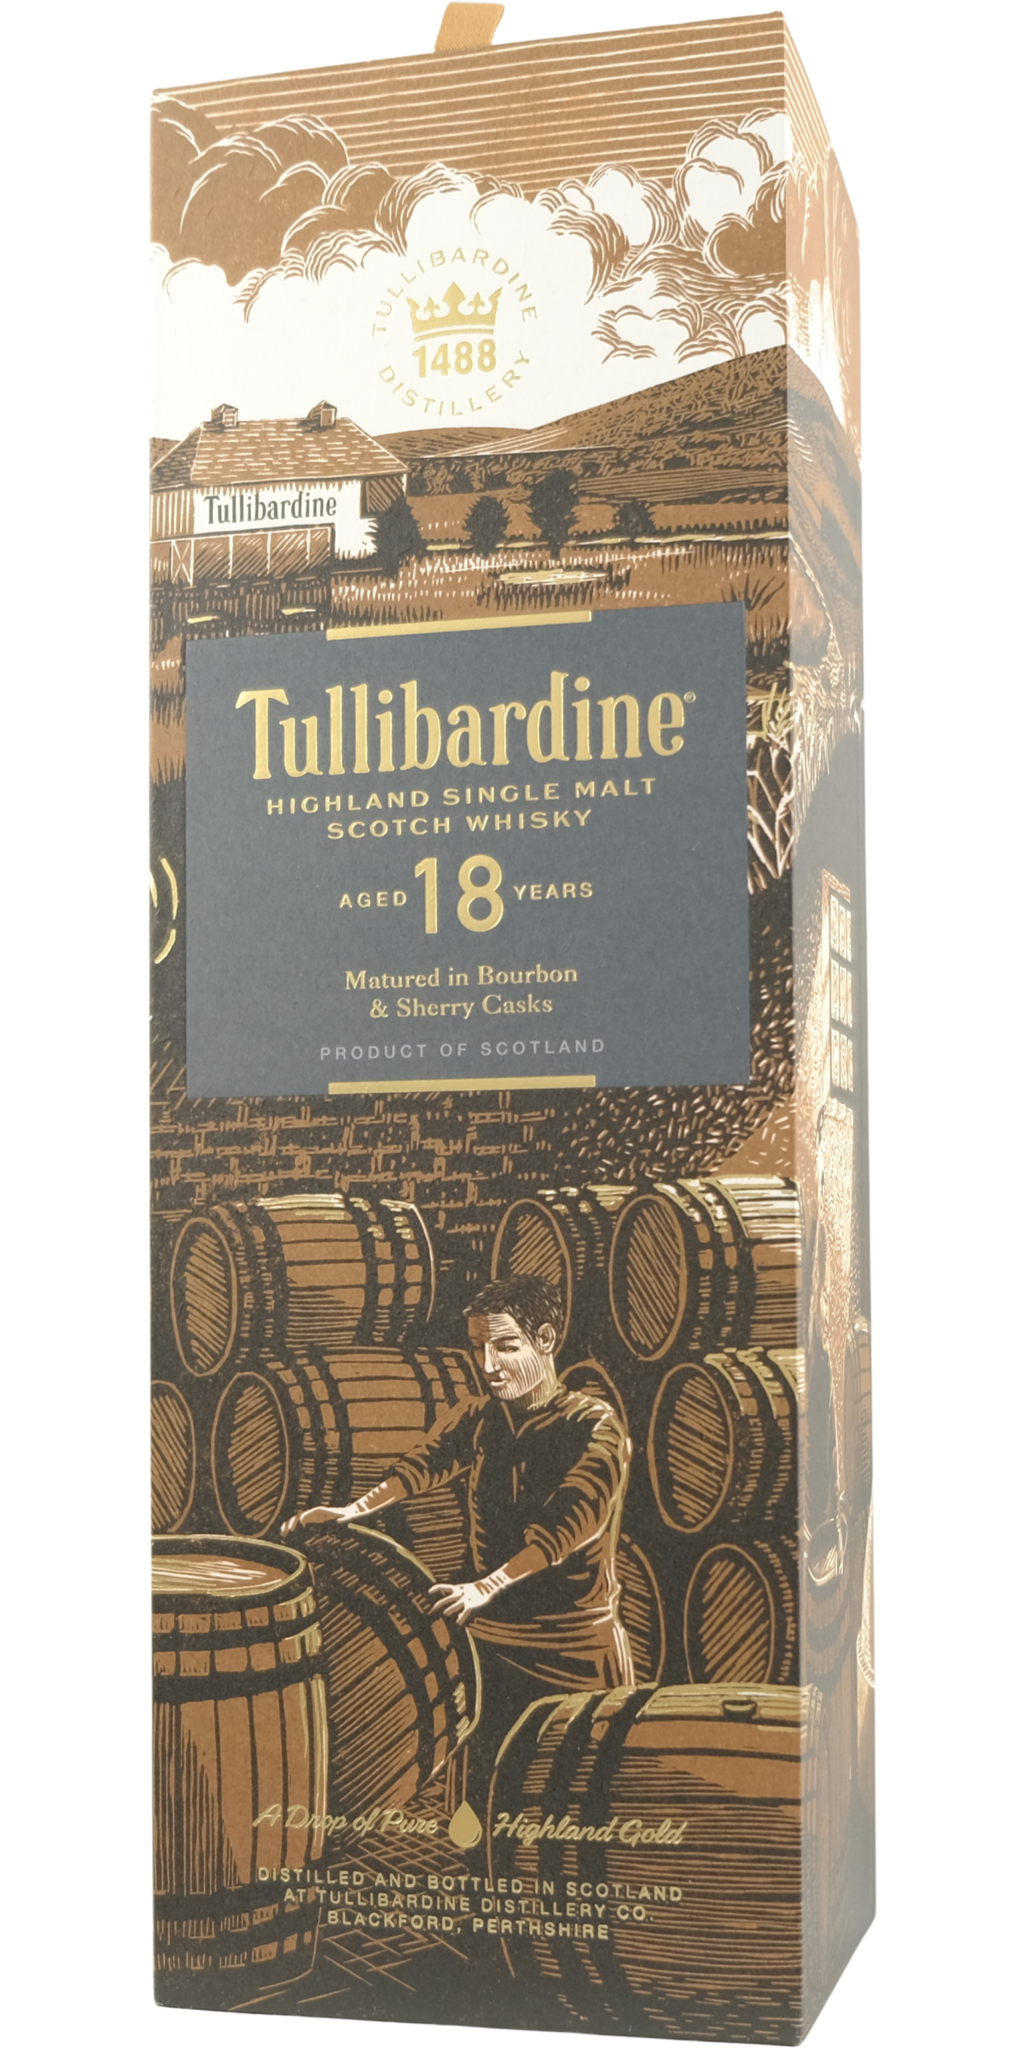 TULLIBARDINE
1488
DISTILLERY
Tullibardine
Tullibardine®
HIGHLAND SINGLE MALT
SCOTCH WHISKY
AGED 18 YEARS
Matured in Bourbon
& Sherry Casks
PRODUCT OF SCOTLAND
A Drop of Pure Highland Gold
DISTILLED AND BOTTLED IN SCOTLAND
AT TULLIBARDINE DISTILLERY CO.
BLACKFORD, PERTHSHIRE